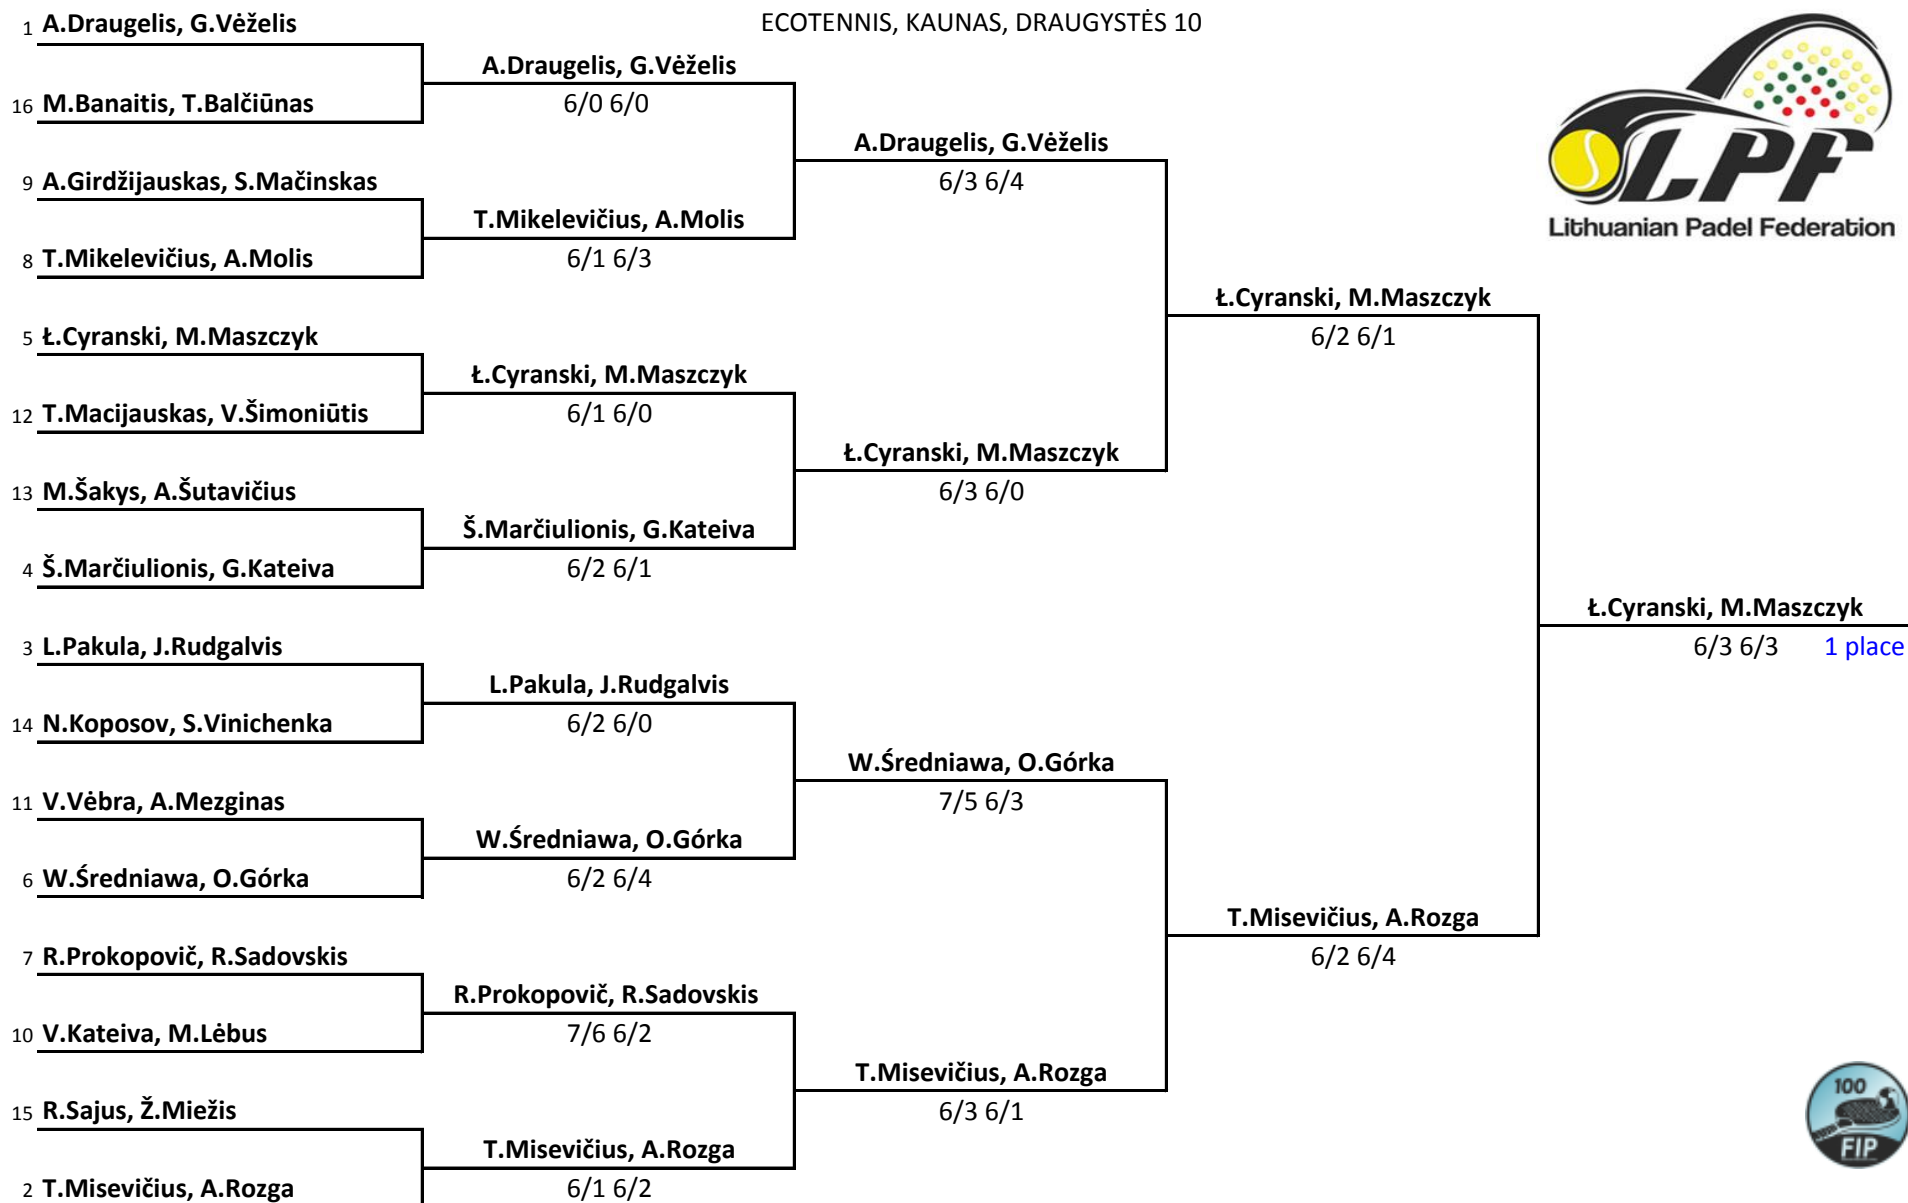 ECOTENNIS, KAUNAS, DRAUGYSTĖS 10
LPF
Lithuanian Padel Federation
1 A.Draugelis, G.Vėželis
16 M.Banaitis, T.Balčiūnas
9 A.Girdžijauskas, S.Mačinskas
8 T.Mikelevičius, A.Molis
5 Ł.Cyranski, M.Maszczyk
12 T.Macijauskas, V.Šimoniūtis
13 M.Šakys, A.Šutavičius
4 Š.Marčiulionis, G.Kateiva
3 L.Pakula, J.Rudgalvis
14 N.Koposov, S.Vinichenka
11 V.Vėbra, A.Mezginas
6 W.Średniawa, O.Górka
7 R.Prokopovič, R.Sadovskis
10 V.Kateiva, M.Lėbus
15 R.Sajus, Ž.Miežis
2 T.Misevičius, A.Rozga
A.Draugelis, G.Vėželis
6/0 6/0
T.Mikelevičius, A.Molis
6/1 6/3
Ł.Cyranski, M.Maszczyk
6/1 6/0
Š.Marčiulionis, G.Kateiva
6/2 6/1
L.Pakula, J.Rudgalvis
6/2 6/0
W.Średniawa, O.Górka
6/2 6/4
R.Prokopovič, R.Sadovskis
7/6 6/2
T.Misevičius, A.Rozga
6/1 6/2
A.Draugelis, G.Vėželis
6/3 6/4
Ł.Cyranski, M.Maszczyk
6/3 6/0
W.Średniawa, O.Górka
7/5 6/3
T.Misevičius, A.Rozga
6/3 6/1
Ł.Cyranski, M.Maszczyk
6/2 6/1
T.Misevičius, A.Rozga
6/2 6/4
Ł.Cyranski, M.Maszczyk
6/3 6/3 1 place
100
FIP